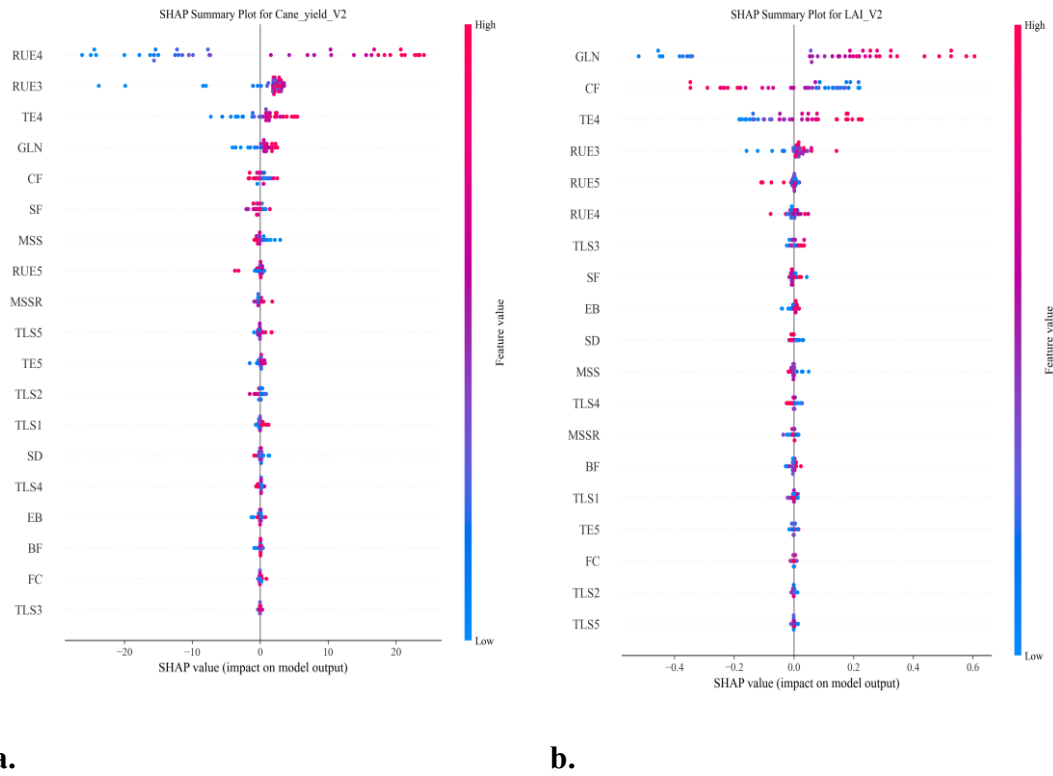 SHAP Summary Plot for Cane_yield_V2
High
RUE4
RUE3
TE4
GLN
CF
SF
MSS
RUE5
MSSR
TLS5
TE5
TLS2
TLS1
SD
TLS4
EB
BF
FC
TLS3
Feature value
Low
−20 −10 0 10 20
SHAP value (impact on model output)
a.
SHAP Summary Plot for LAI_V2
High
GLN
CF
TE4
RUE3
RUE5
RUE4
TLS3
SF
EB
SD
MSS
TLS4
MSSR
BF
TLS1
TE5
FC
TLS2
TLS5
Feature value
Low
−0.4 −0.2 0.0 0.2 0.4 0.6
SHAP value (impact on model output)
b.